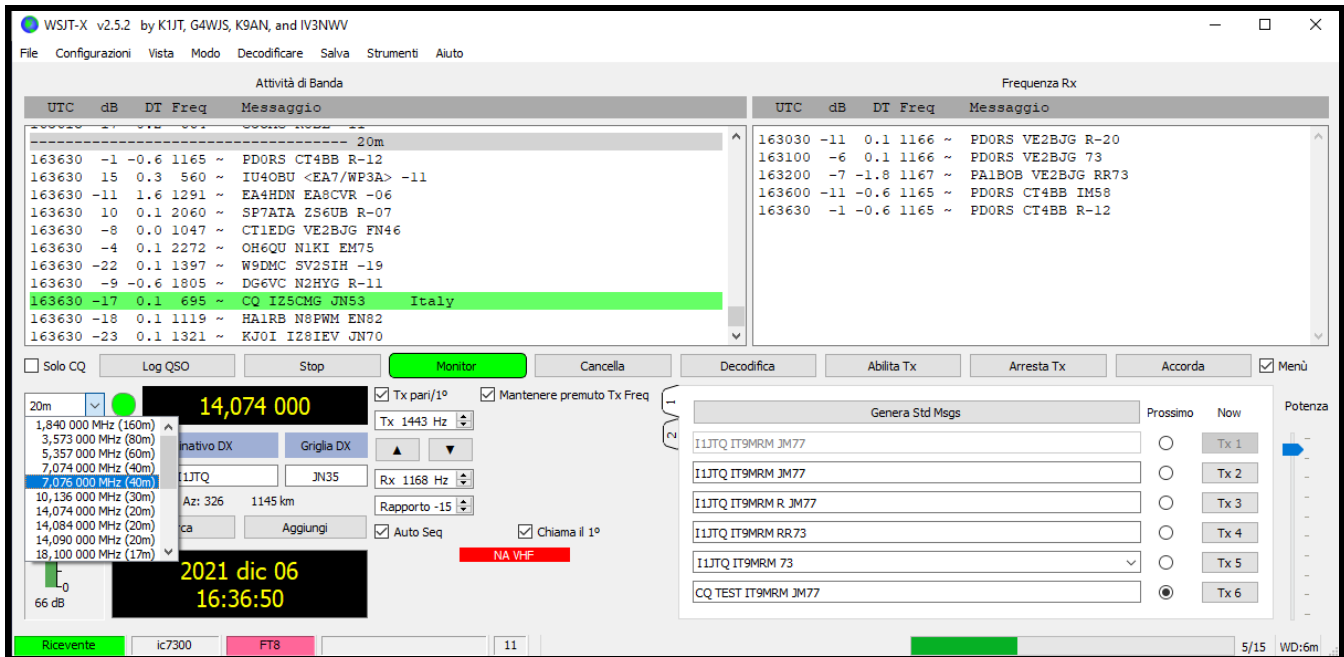 WSJT-X v2.5.2 by K1JT, G4WJS, K9AN, and IV3NWV
File Configurazioni Vista Modo Decodificare Salva Strumenti Aiuto
Attività di Banda
UTC dB DT Freq Messaggio
----------------------------------- 20m
163630 -1 -0.6 1165 ~ PD0RS CT4BB R-12
163630 15 0.3 560 ~ IU4OBU <EA7/WP3A> -11
163630 -11 1.6 1291 ~ EA4HDN EA8CVR -06
163630 10 0.1 2060 ~ SP7ATA ZS6UB R-07
163630 -8 0.0 1047 ~ CT1EDG VE2BJG FN46
163630 -4 0.1 2272 ~ OH6QU N1KI EM75
163630 -22 0.1 1397 ~ W9DMC SV2SIH -19
163630 -9 -0.6 1805 ~ DG6VC N2HYG R-11
163630 -17 0.1 695 ~ CQ IZ5CMG JN53 Italy
163630 -18 0.1 1119 ~ HA1RB N8PWM EN82
163630 -23 0.1 1321 ~ KJ0I IZ8IEV JN70
Frequenza Rx
UTC dB DT Freq Messaggio
163030 -11 0.1 1166 ~ PD0RS VE2BJG R-20
163100 -6 0.1 1166 ~ PD0RS VE2BJG 73
163200 -7 -1.8 1167 ~ PA1BOB VE2BJG RR73
163600 -11 -0.6 1165 ~ PD0RS CT4BB IM58
163630 -1 -0.6 1165 ~ PD0RS CT4BB R-12
Solo CQ Log QSO Stop Monitor Cancella Decodifica Abilita Tx Arresta Tx Accorda Menù
20m
14,074 000
1,840 000 MHz (160m)
3,573 000 MHz (80m)
5,357 000 MHz (60m)
7,074 000 MHz (40m)
7,076 000 MHz (40m)
10,136 000 MHz (30m)
14,074 000 MHz (20m)
14,084 000 MHz (20m)
14,090 000 MHz (20m)
18,100 000 MHz (17m)
inativo DX Griglia DX
I1JTQ JN35
Az: 326 1145 km
rca Aggiungi
2021 dic 06
16:36:50
0
66 dB
Tx pari/1º Mantenere premuto Tx Freq
Tx 1443 Hz
Rx 1168 Hz
Rapporto -15
Auto Seq Chiama il 1º
NA VHF
1
2
Genera Std Msgs Prossimo Now Potenza
I1JTQ IT9MRM JM77 Tx 1
I1JTQ IT9MRM JM77 Tx 2
I1JTQ IT9MRM R JM77 Tx 3
I1JTQ IT9MRM RR73 Tx 4
I1JTQ IT9MRM 73 Tx 5
CQ TEST IT9MRM JM77 Tx 6
Ricevente ic7300 FT8 11 5/15 WD:6m